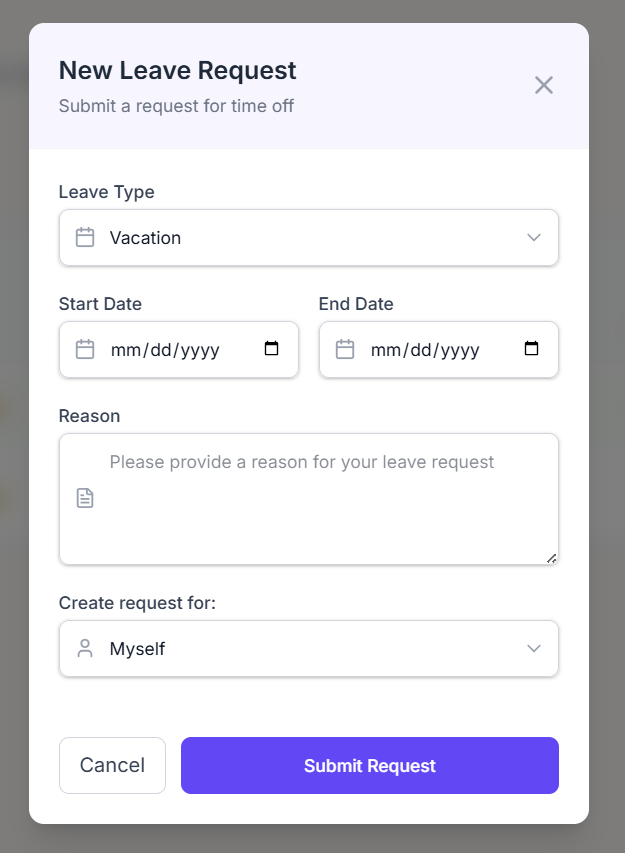 New Leave Request
Submit a request for time off
Leave Type
Vacation
Start Date
End Date
mm/dd/yyyy
mm/dd/yyyy
Reason
Please provide a reason for your leave request
Create request for:
Myself
Cancel
Submit Request